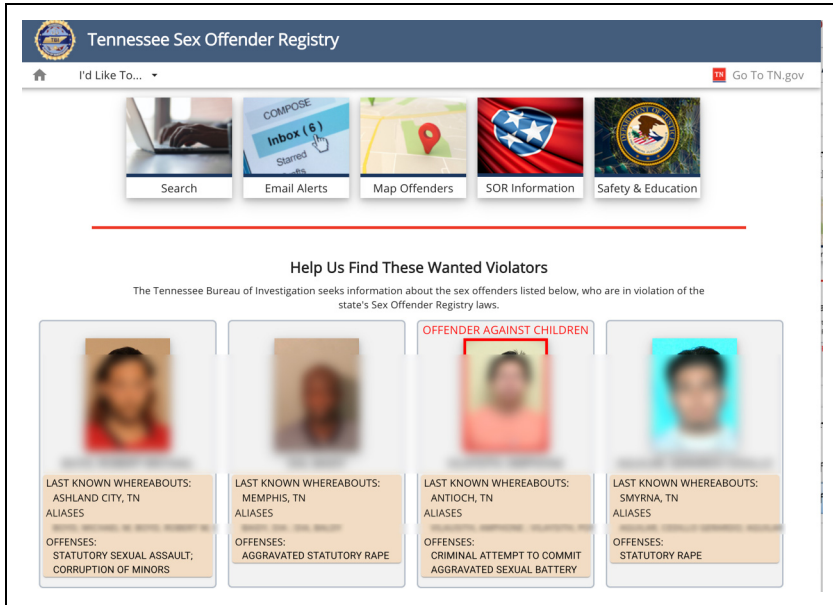 Tennessee Sex Offender Registry
I'd Like To...
TN Go To TN.gov
COMPOSE
Inbox (6)
Starred
Drafts
Search
Email Alerts
Map Offenders
SOR Information
Safety & Education
Help Us Find These Wanted Violators
The Tennessee Bureau of Investigation seeks information about the sex offenders listed below, who are in violation of the
state's Sex Offender Registry laws.
LAST KNOWN WHEREABOUTS:
ASHLAND CITY, TN
ALIASES
OFFENSES:
STATUTORY SEXUAL ASSAULT;
CORRUPTION OF MINORS
LAST KNOWN WHEREABOUTS:
MEMPHIS, TN
ALIASES
OFFENSES:
AGGRAVATED STATUTORY RAPE
OFFENDER AGAINST CHILDREN
LAST KNOWN WHEREABOUTS:
ANTIOCH, TN
ALIASES
OFFENSES:
CRIMINAL ATTEMPT TO COMMIT
AGGRAVATED SEXUAL BATTERY
LAST KNOWN WHEREABOUTS:
SMYRNA, TN
ALIASES
OFFENSES:
STATUTORY RAPE